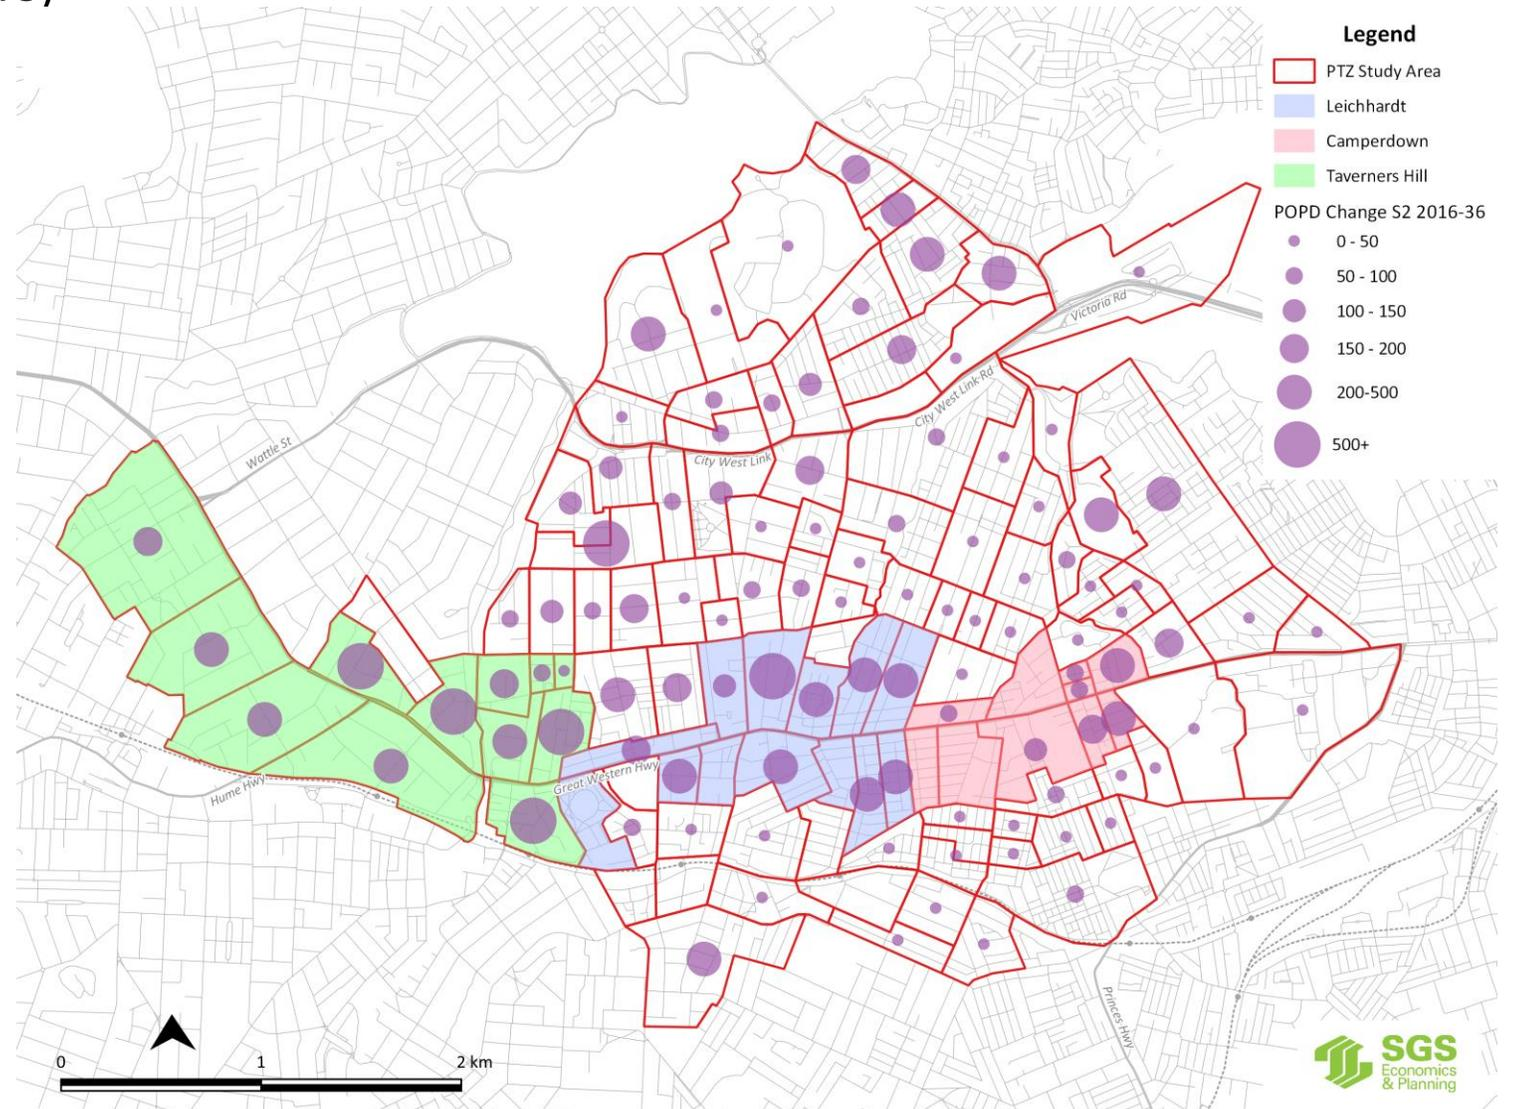 Legend
PTZ Study Area
Leichhardt
Camperdown
Taverners Hill
POPD Change S2 2016-36
0 - 50
50 - 100
100 - 150
150 - 200
200-500
500+
Victoria Rd
City West Link Rd
City West Link
Wattle St
Great Western Hwy
Hume Hwy
Princes Hwy
0 1 2 km
SGS
Economics
& Planning